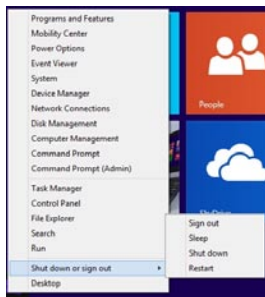 Programs and Features
Mobility Center
Power Options
Event Viewer
System
Device Manager
Network Connections
Disk Management
Computer Management
Command Prompt
Command Prompt (Admin)
Task Manager
Control Panel
File Explorer
Search
Run
Shut down or sign out
Desktop
People
Sign out
Sleep
Shut down
Restart